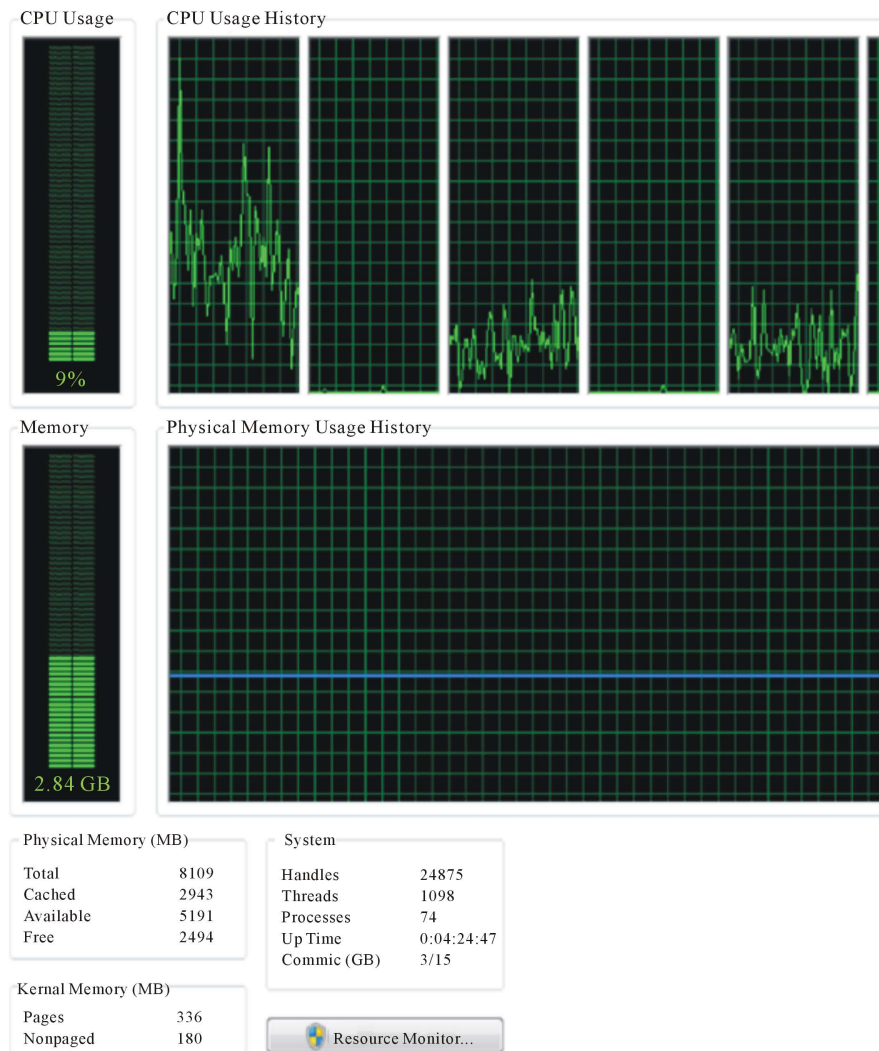 CPU Usage
CPU Usage History
9%
Memory
Physical Memory Usage History
2.84 GB
Physical Memory (MB)
Total 8109
Cached 2943
Available 5191
Free 2494
System
Handles 24875
Threads 1098
Processes 74
Up Time 0:04:24:47
Commic (GB) 3/15
Kernal Memory (MB)
Pages 336
Nonpaged 180
Resource Monitor...